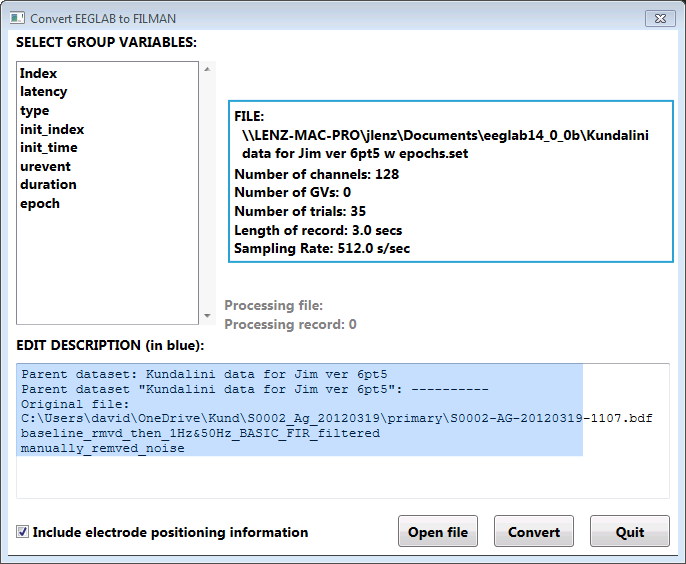 Convert EEGLAB to FILMAN
SELECT GROUP VARIABLES:
Index
latency
type
init_index
init_time
urevent
duration
epoch
FILE:
\\LENZ-MAC-PRO\jlenz\Documents\eeglab14_0_0b\Kundalini
data for Jim ver 6pt5 w epochs.set
Number of channels: 128
Number of GVs: 0
Number of trials: 35
Length of record: 3.0 secs
Sampling Rate: 512.0 s/sec
Processing file:
Processing record: 0
EDIT DESCRIPTION (in blue):
Parent dataset: Kundalini data for Jim ver 6pt5
Parent dataset "Kundalini data for Jim ver 6pt5": ----------
Original file:
C:\Users\david\OneDrive\Kund\S0002_Ag_20120319\primary\S0002-AG-20120319-1107.bdf
baseline_rmvd_then_1Hz&50Hz_BASIC_FIR_filtered
manually_remved_noise
Include electrode positioning information
Open file
Convert
Quit